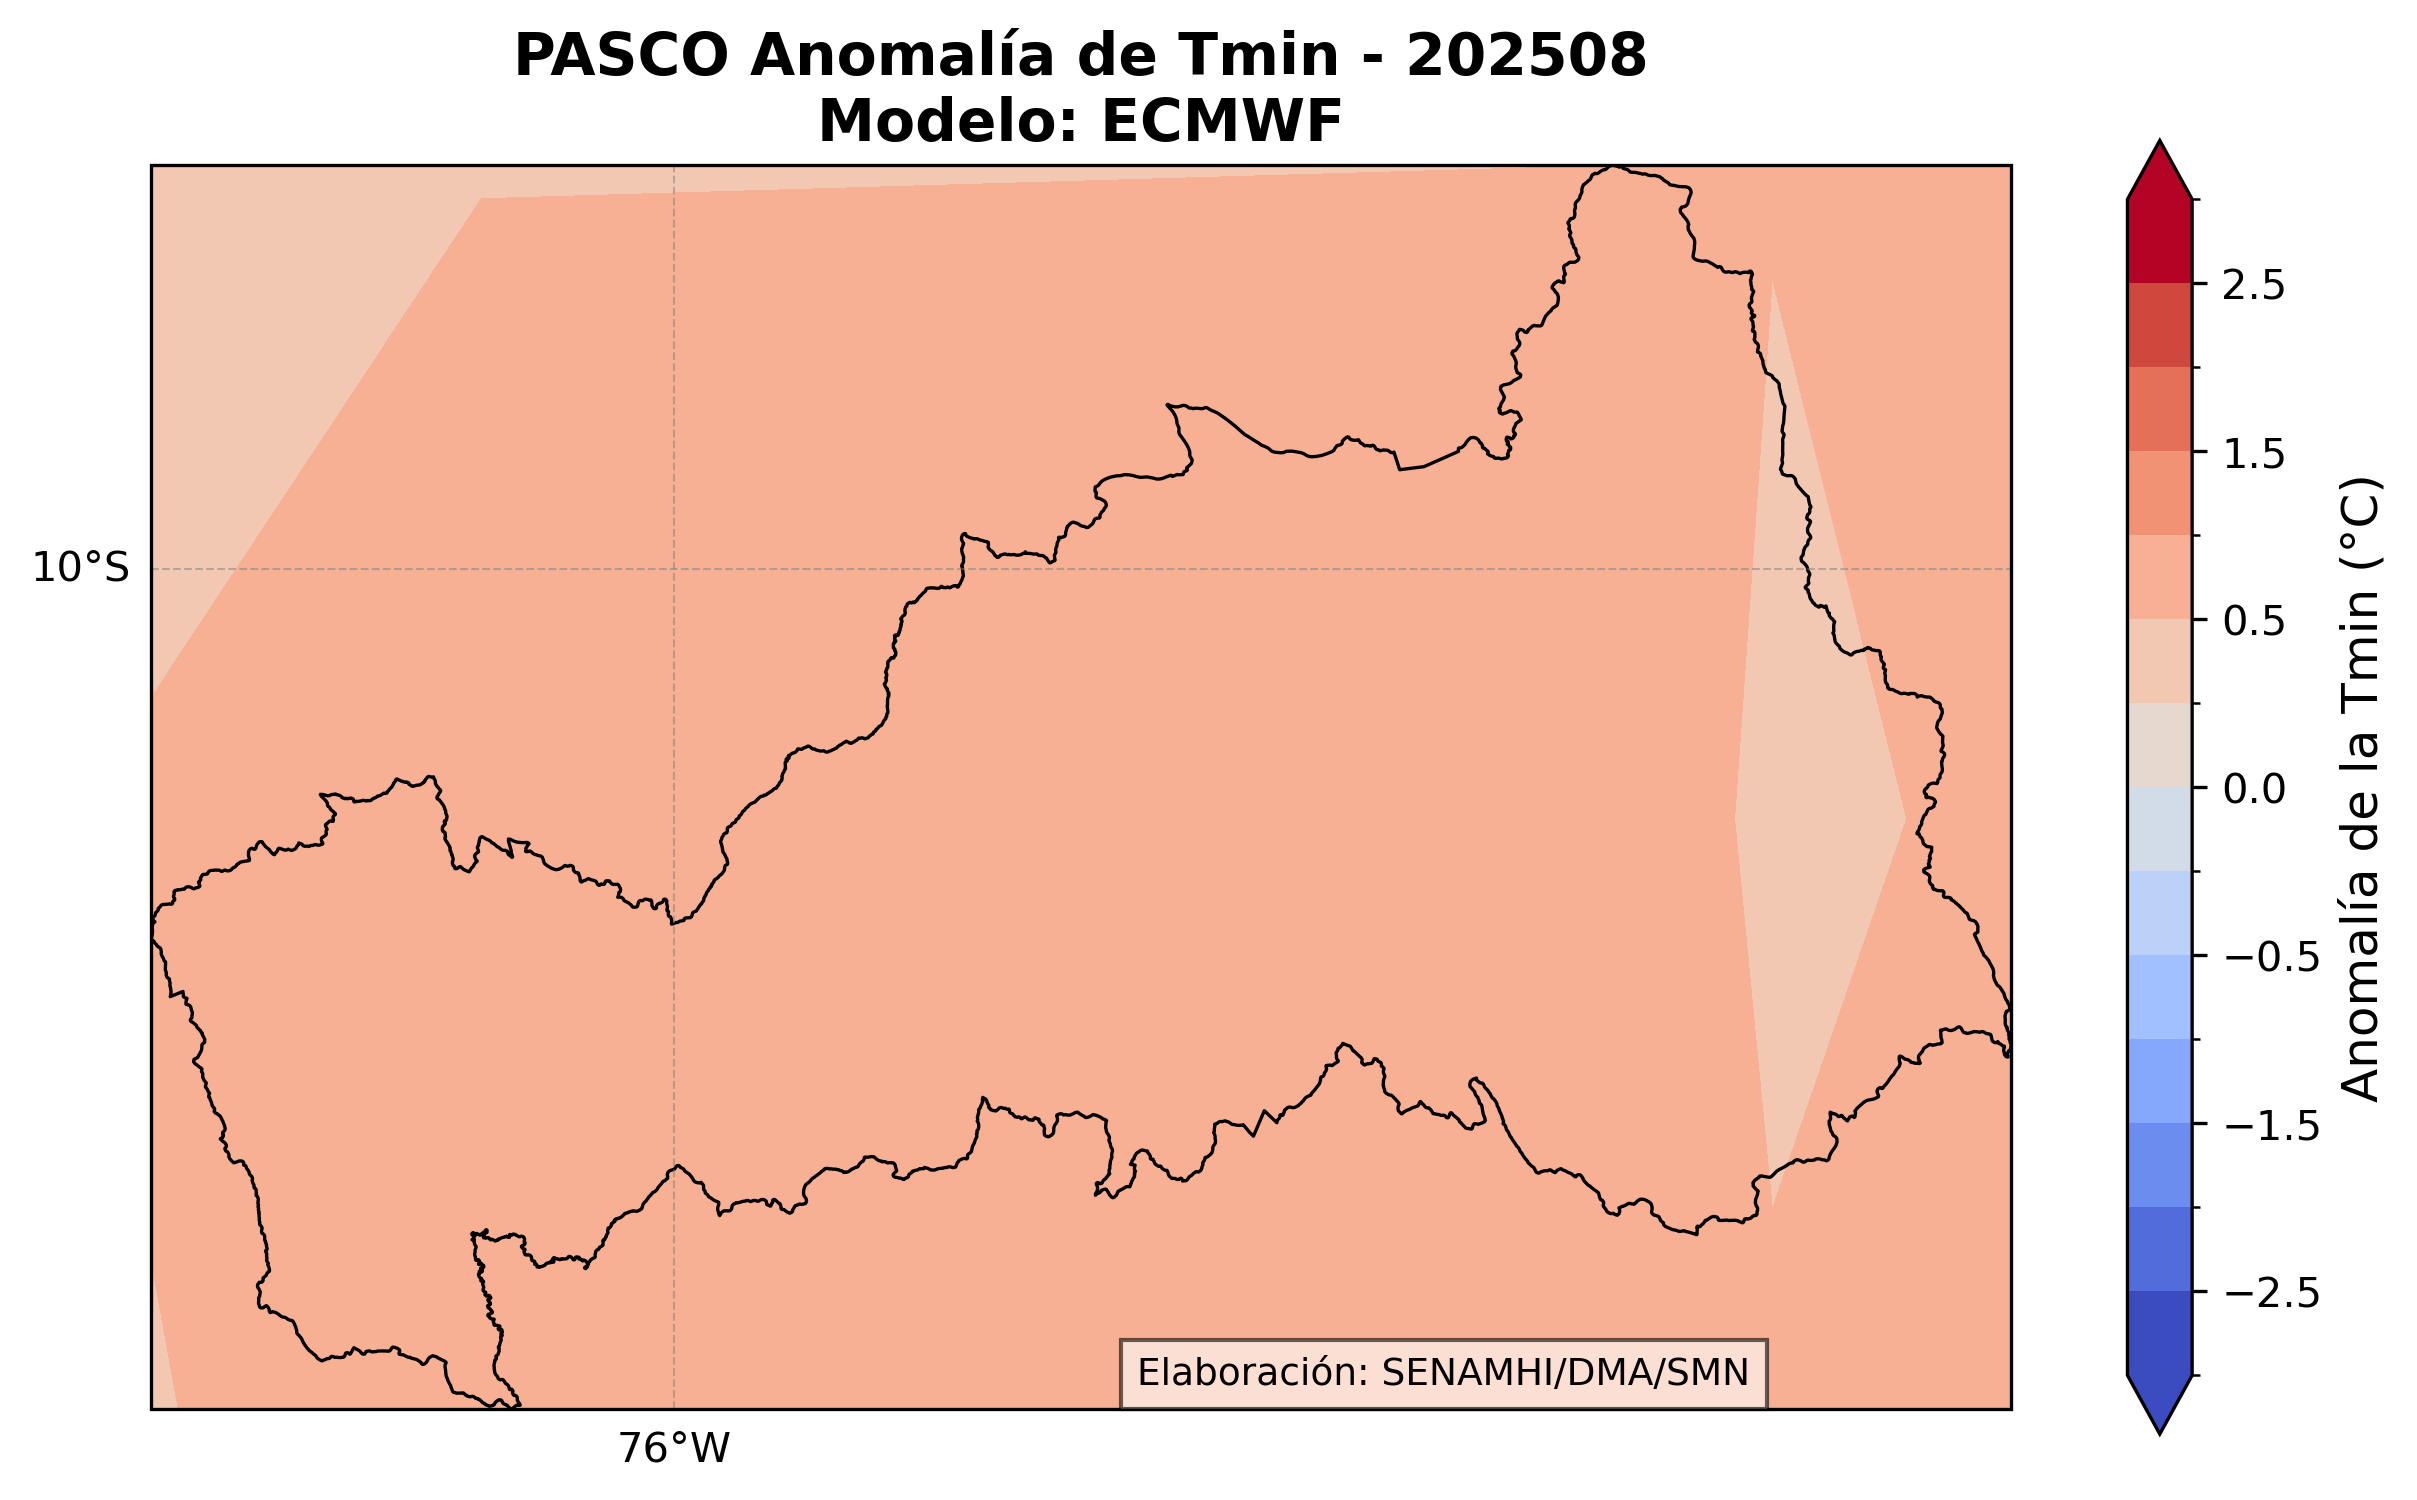 PASCO Anomalía de Tmin - 202508
Modelo: ECMWF
10°S
76°W
Elaboración: SENAMHI/DMA/SMN
2.5
1.5
0.5
0.0
−0.5
−1.5
−2.5
Anomalía de la Tmin (°C)